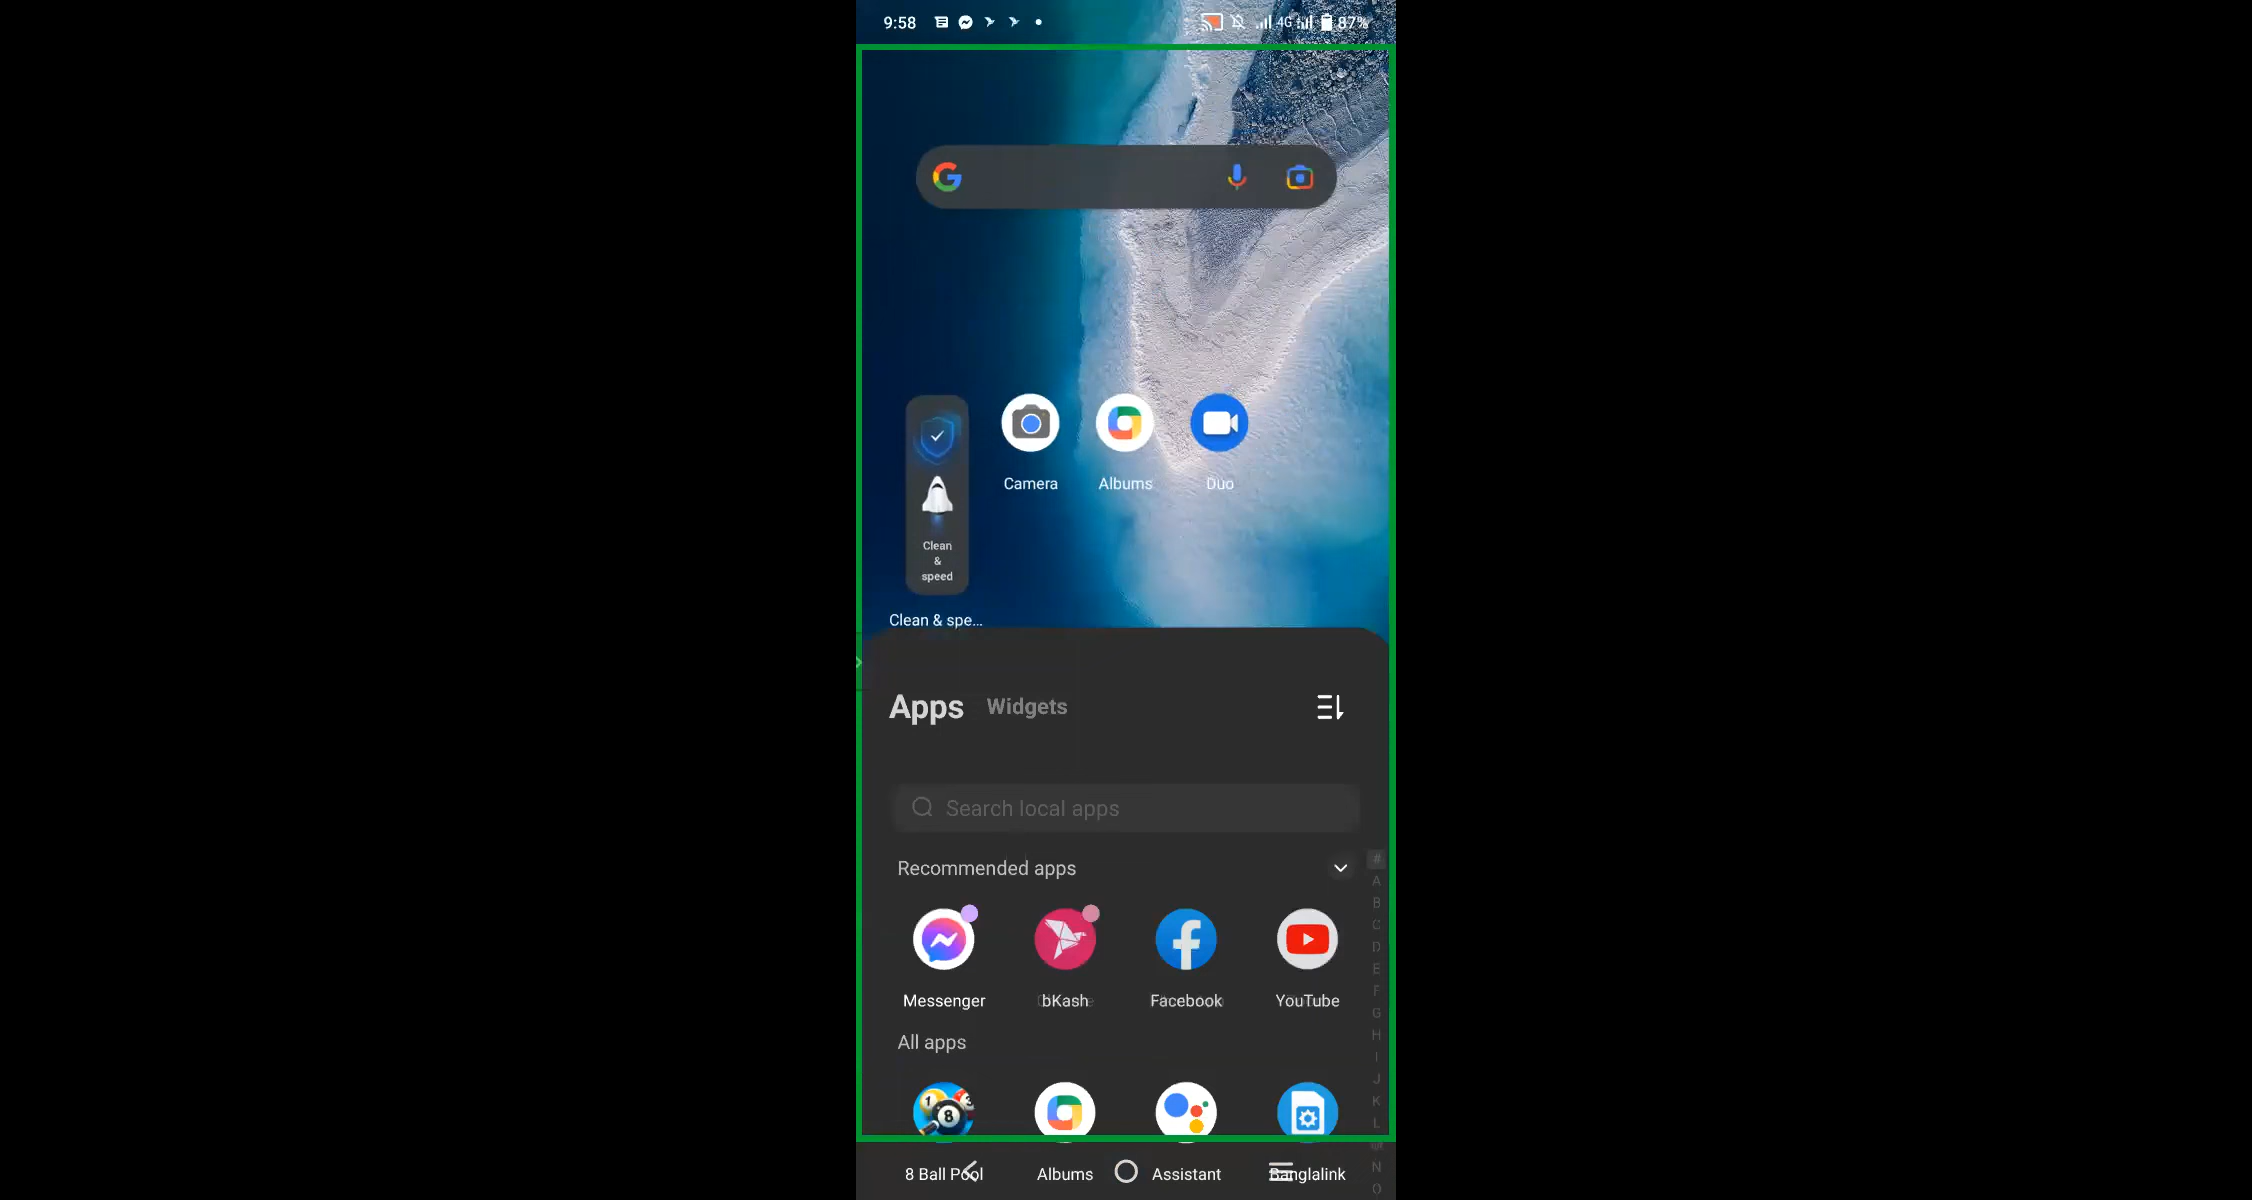 9:58
4G
87%
Camera
Albums
Duo
Clean
&
speed
Clean & spe...
Apps
Widgets
Search local apps
Recommended apps
#
A
B
C
D
E
F
G
H
I
J
K
L
N
O
Messenger
bKash
Facebook
YouTube
All apps
8 Ball Pool
Albums
Assistant
Banglalink